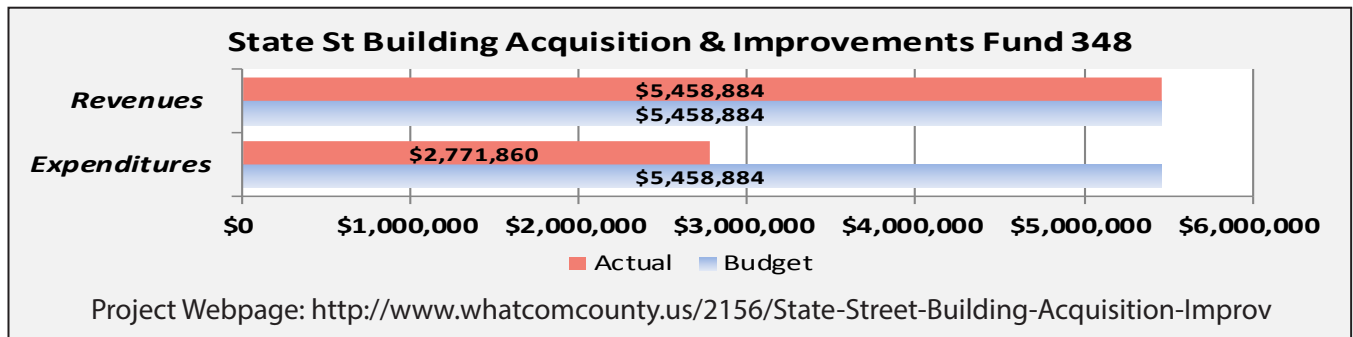 State St Building Acquisition & Improvements Fund 348
Revenues
$5,458,884
$5,458,884
Expenditures
$2,771,860
$5,458,884
$0 $1,000,000 $2,000,000 $3,000,000 $4,000,000 $5,000,000 $6,000,000
Actual Budget
Project Webpage: http://www.whatcomcounty.us/2156/State-Street-Building-Acquisition-Improv